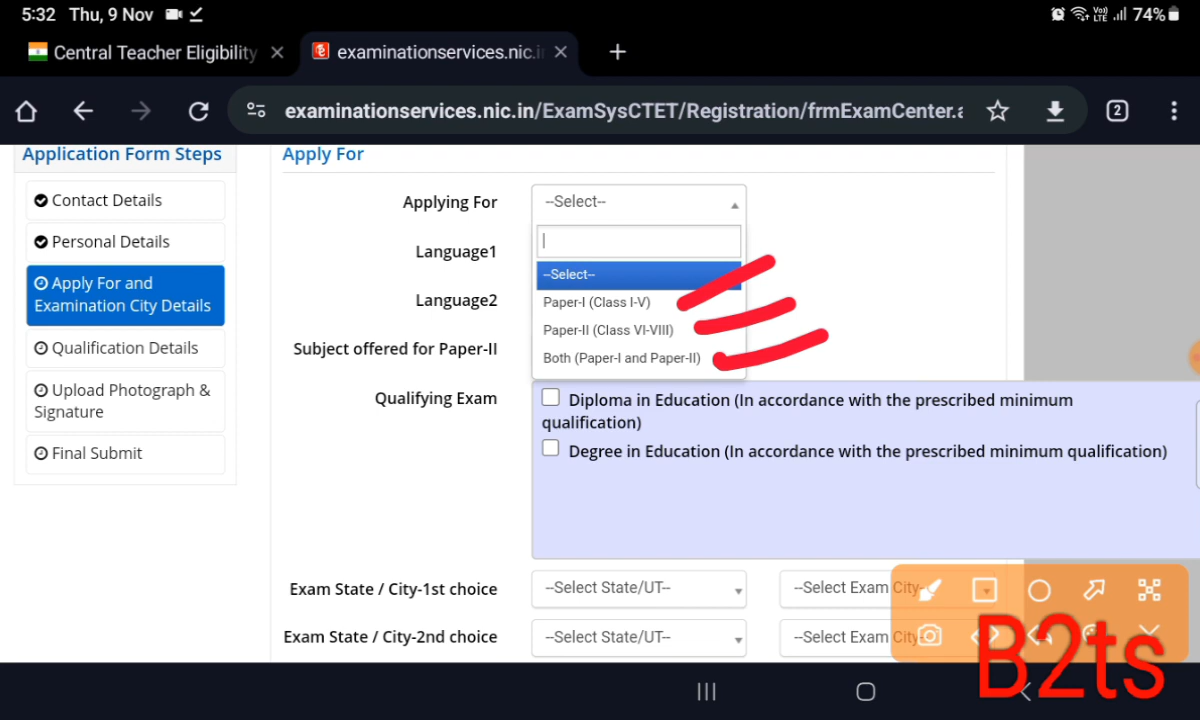 5:32 Thu, 9 Nov
Vo)) LTE 74%
Central Teacher Eligibility
examinationservices.nic.i
examinationservices.nic.in/ExamSysCTET/Registration/frmExamCenter.a
2
Application Form Steps
Contact Details
Personal Details
Apply For and
Examination City Details
Qualification Details
Upload Photograph &
Signature
Final Submit
Apply For
Applying For --Select--
Language1
--Select--
Language2 Paper-I (Class I-V)
Paper-II (Class VI-VIII)
Subject offered for Paper-II Both (Paper-I and Paper-II)
Qualifying Exam Diploma in Education (In accordance with the prescribed minimum
qualification)
Degree in Education (In accordance with the prescribed minimum qualification)
Exam State / City-1st choice --Select State/UT-- --Select Exam City-
Exam State / City-2nd choice --Select State/UT-- --Select Exam City-
B2ts